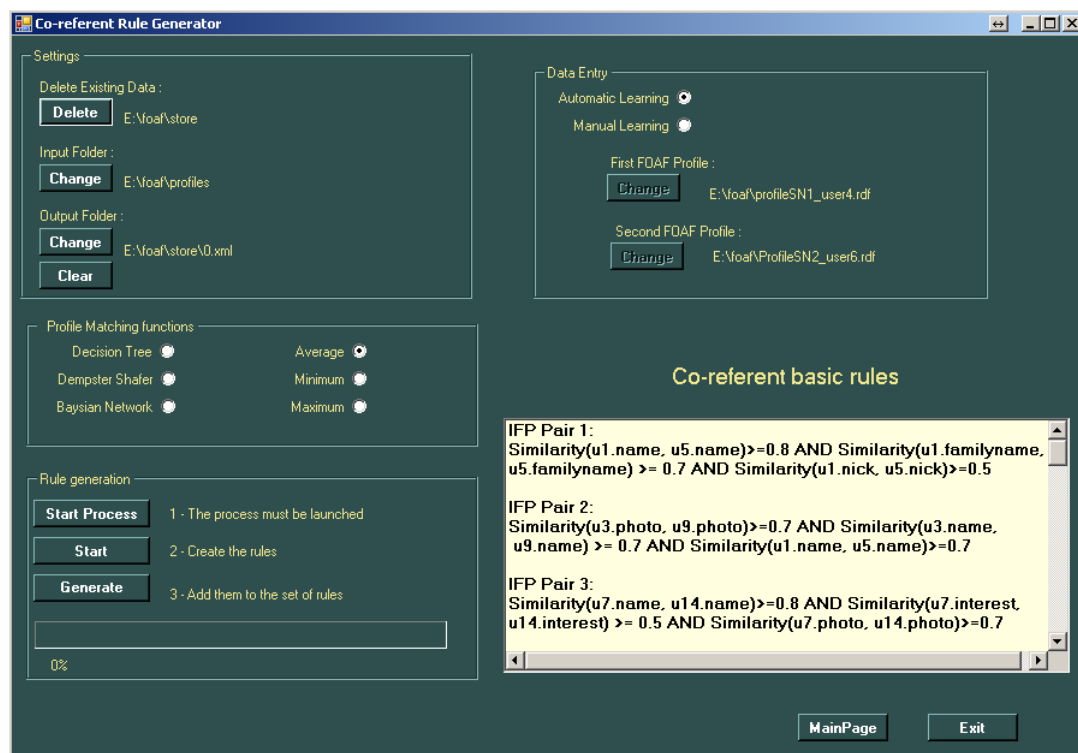 Co-referent Rule Generator
Settings
Delete Existing Data :
Delete
E:\foaf\store
Input Folder :
Change
E:\foaf\profiles
Output Folder :
Change
E:\foaf\store\0.xml
Clear
Data Entry
Automatic Learning
Manual Learning
First FOAF Profile :
Change
E:\foaf\profileSN1_user4.rdf
Second FOAF Profile :
Change
E:\foaf\ProfileSN2_user6.rdf
Profile Matching functions
Decision Tree
Average
Dempster Shafer
Minimum
Baysian Network
Maximum
Rule generation
Start Process
1 - The process must be launched
Start
2 - Create the rules
Generate
3 - Add them to the set of rules
0%
Co-referent basic rules
IFP Pair 1:
Similarity(u1.name, u5.name)>=0.8 AND Similarity(u1.familyname,
u5.familyname) >= 0.7 AND Similarity(u1.nick, u5.nick)>=0.5
IFP Pair 2:
Similarity(u3.photo, u9.photo)>=0.7 AND Similarity(u3.name,
u9.name) >= 0.7 AND Similarity(u1.name, u5.name)>=0.7
IFP Pair 3:
Similarity(u7.name, u14.name)>=0.8 AND Similarity(u7.interest,
u14.interest) >= 0.5 AND Similarity(u7.photo, u14.photo)>=0.7
MainPage
Exit